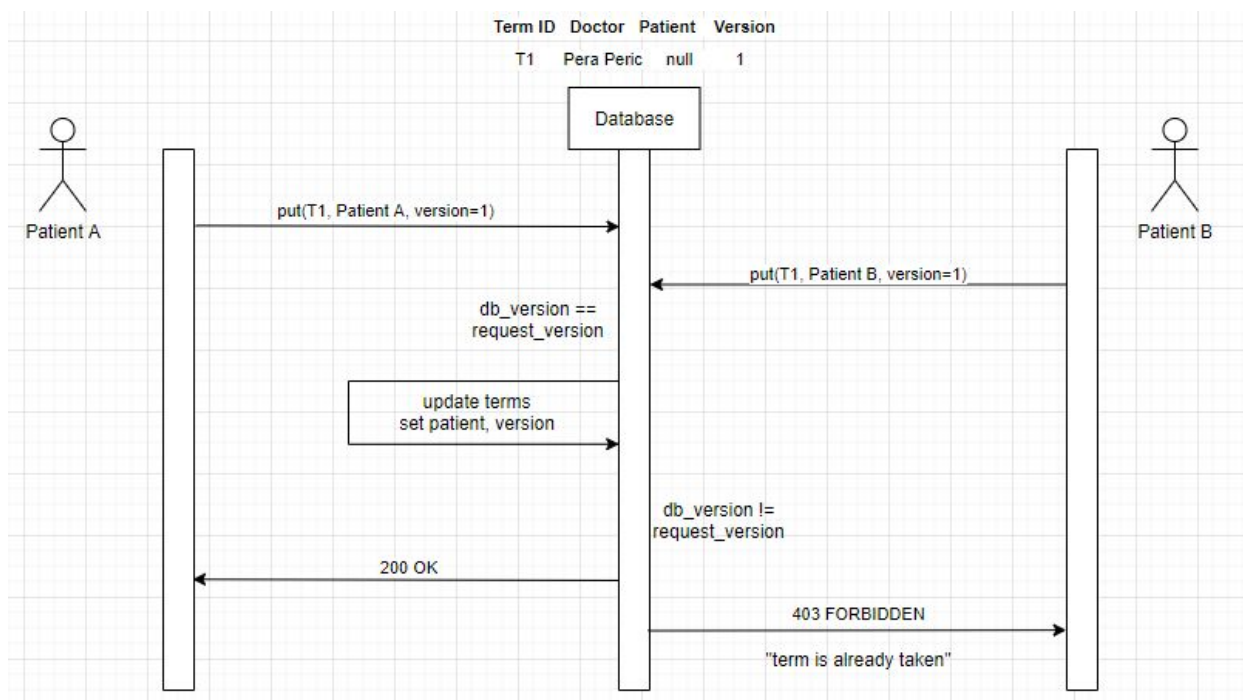 Term ID Doctor Patient Version
T1 Pera Peric null 1
Database
Patient A
Patient B
put(T1, Patient A, version=1)
put(T1, Patient B, version=1)
db_version ==
request_version
update terms
set patient, version
db_version !=
request_version
200 OK
403 FORBIDDEN
"term is already taken"